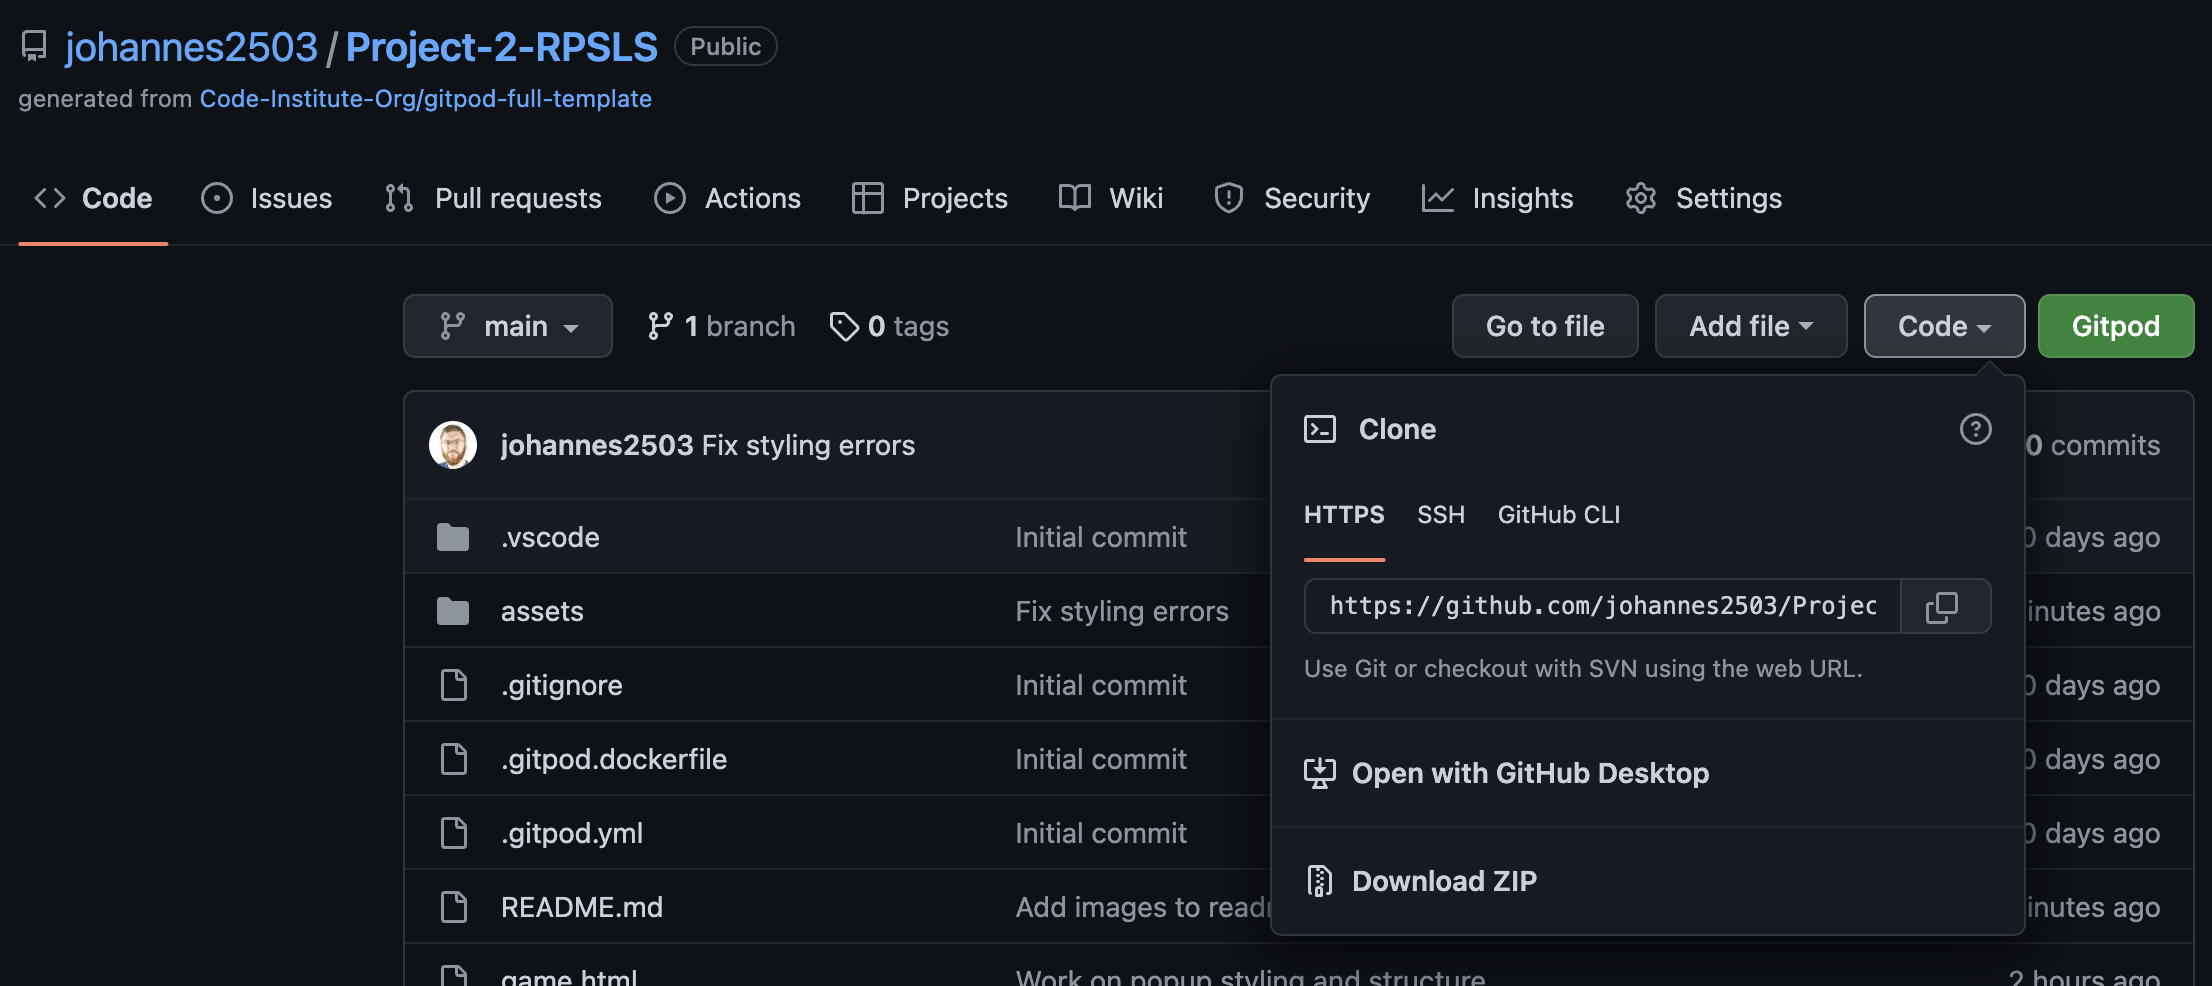 johannes2503 / Project-2-RPSLS Public
generated from Code-Institute-Org/gitpod-full-template
Code Issues Pull requests Actions Projects Wiki Security Insights Settings
main 1 branch 0 tags Go to file Add file Code Gitpod
johannes2503 Fix styling errors 0 commits
Clone
HTTPS SSH GitHub CLI
https://github.com/johannes2503/Projec
Use Git or checkout with SVN using the web URL.
Open with GitHub Desktop
Download ZIP
.vscode Initial commit 0 days ago
assets Fix styling errors inutes ago
.gitignore Initial commit 0 days ago
.gitpod.dockerfile Initial commit 0 days ago
.gitpod.yml Initial commit 0 days ago
README.md Add images to read inutes ago
game.html Work on popup styling and structure 2 hours ago